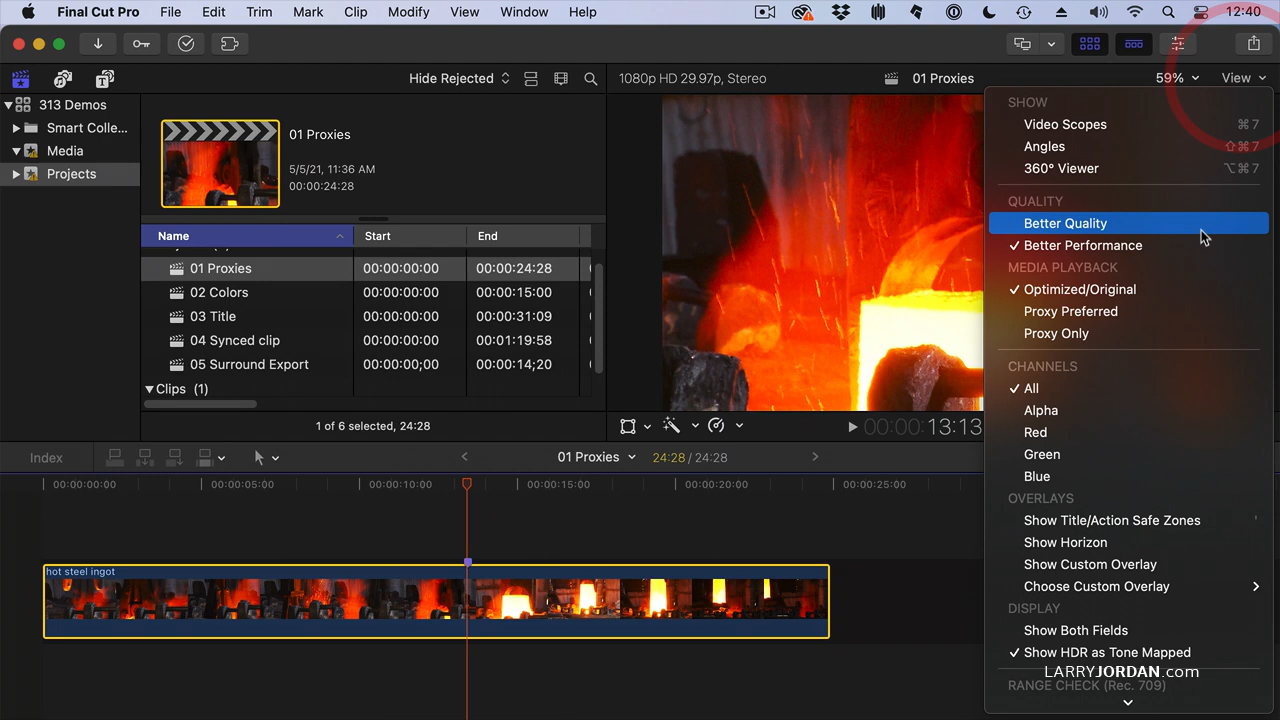 Final Cut Pro File Edit Trim Mark Clip Modify View Window Help 12:40
Hide Rejected
1080p HD 29.97p, Stereo
01 Proxies
59%
View
313 Demos
Smart Colle...
Media
Projects
01 Proxies
5/5/21, 11:36 AM
00:00:24:28
Name Start End
01 Proxies 00:00:00:00 00:00:24:28
02 Colors 00:00:00:00 00:00:15:00
03 Title 00:00:00:00 00:00:31:09
04 Synced clip 00:00:00:00 00:01:19:58
05 Surround Export 00:00:00;00 00:00:14;20
Clips (1)
1 of 6 selected, 24:28
00:00:13:13
SHOW
Video Scopes ⌘7
Angles ⇧⌘7
360° Viewer ⌥⌘7
QUALITY
Better Quality
✓ Better Performance
MEDIA PLAYBACK
✓ Optimized/Original
Proxy Preferred
Proxy Only
CHANNELS
✓ All
Alpha
Red
Green
Blue
OVERLAYS
Show Title/Action Safe Zones '
Show Horizon
Show Custom Overlay
Choose Custom Overlay
DISPLAY
Show Both Fields
✓ Show HDR as Tone Mapped
LARRYJORDAN.com
RANGE CHECK (Rec. 709)
Index
01 Proxies
24:28 / 24:28
00:00:00:00 00:00:05:00 00:00:10:00 00:00:15:00 00:00:20:00 00:00:25:00
hot steel ingot